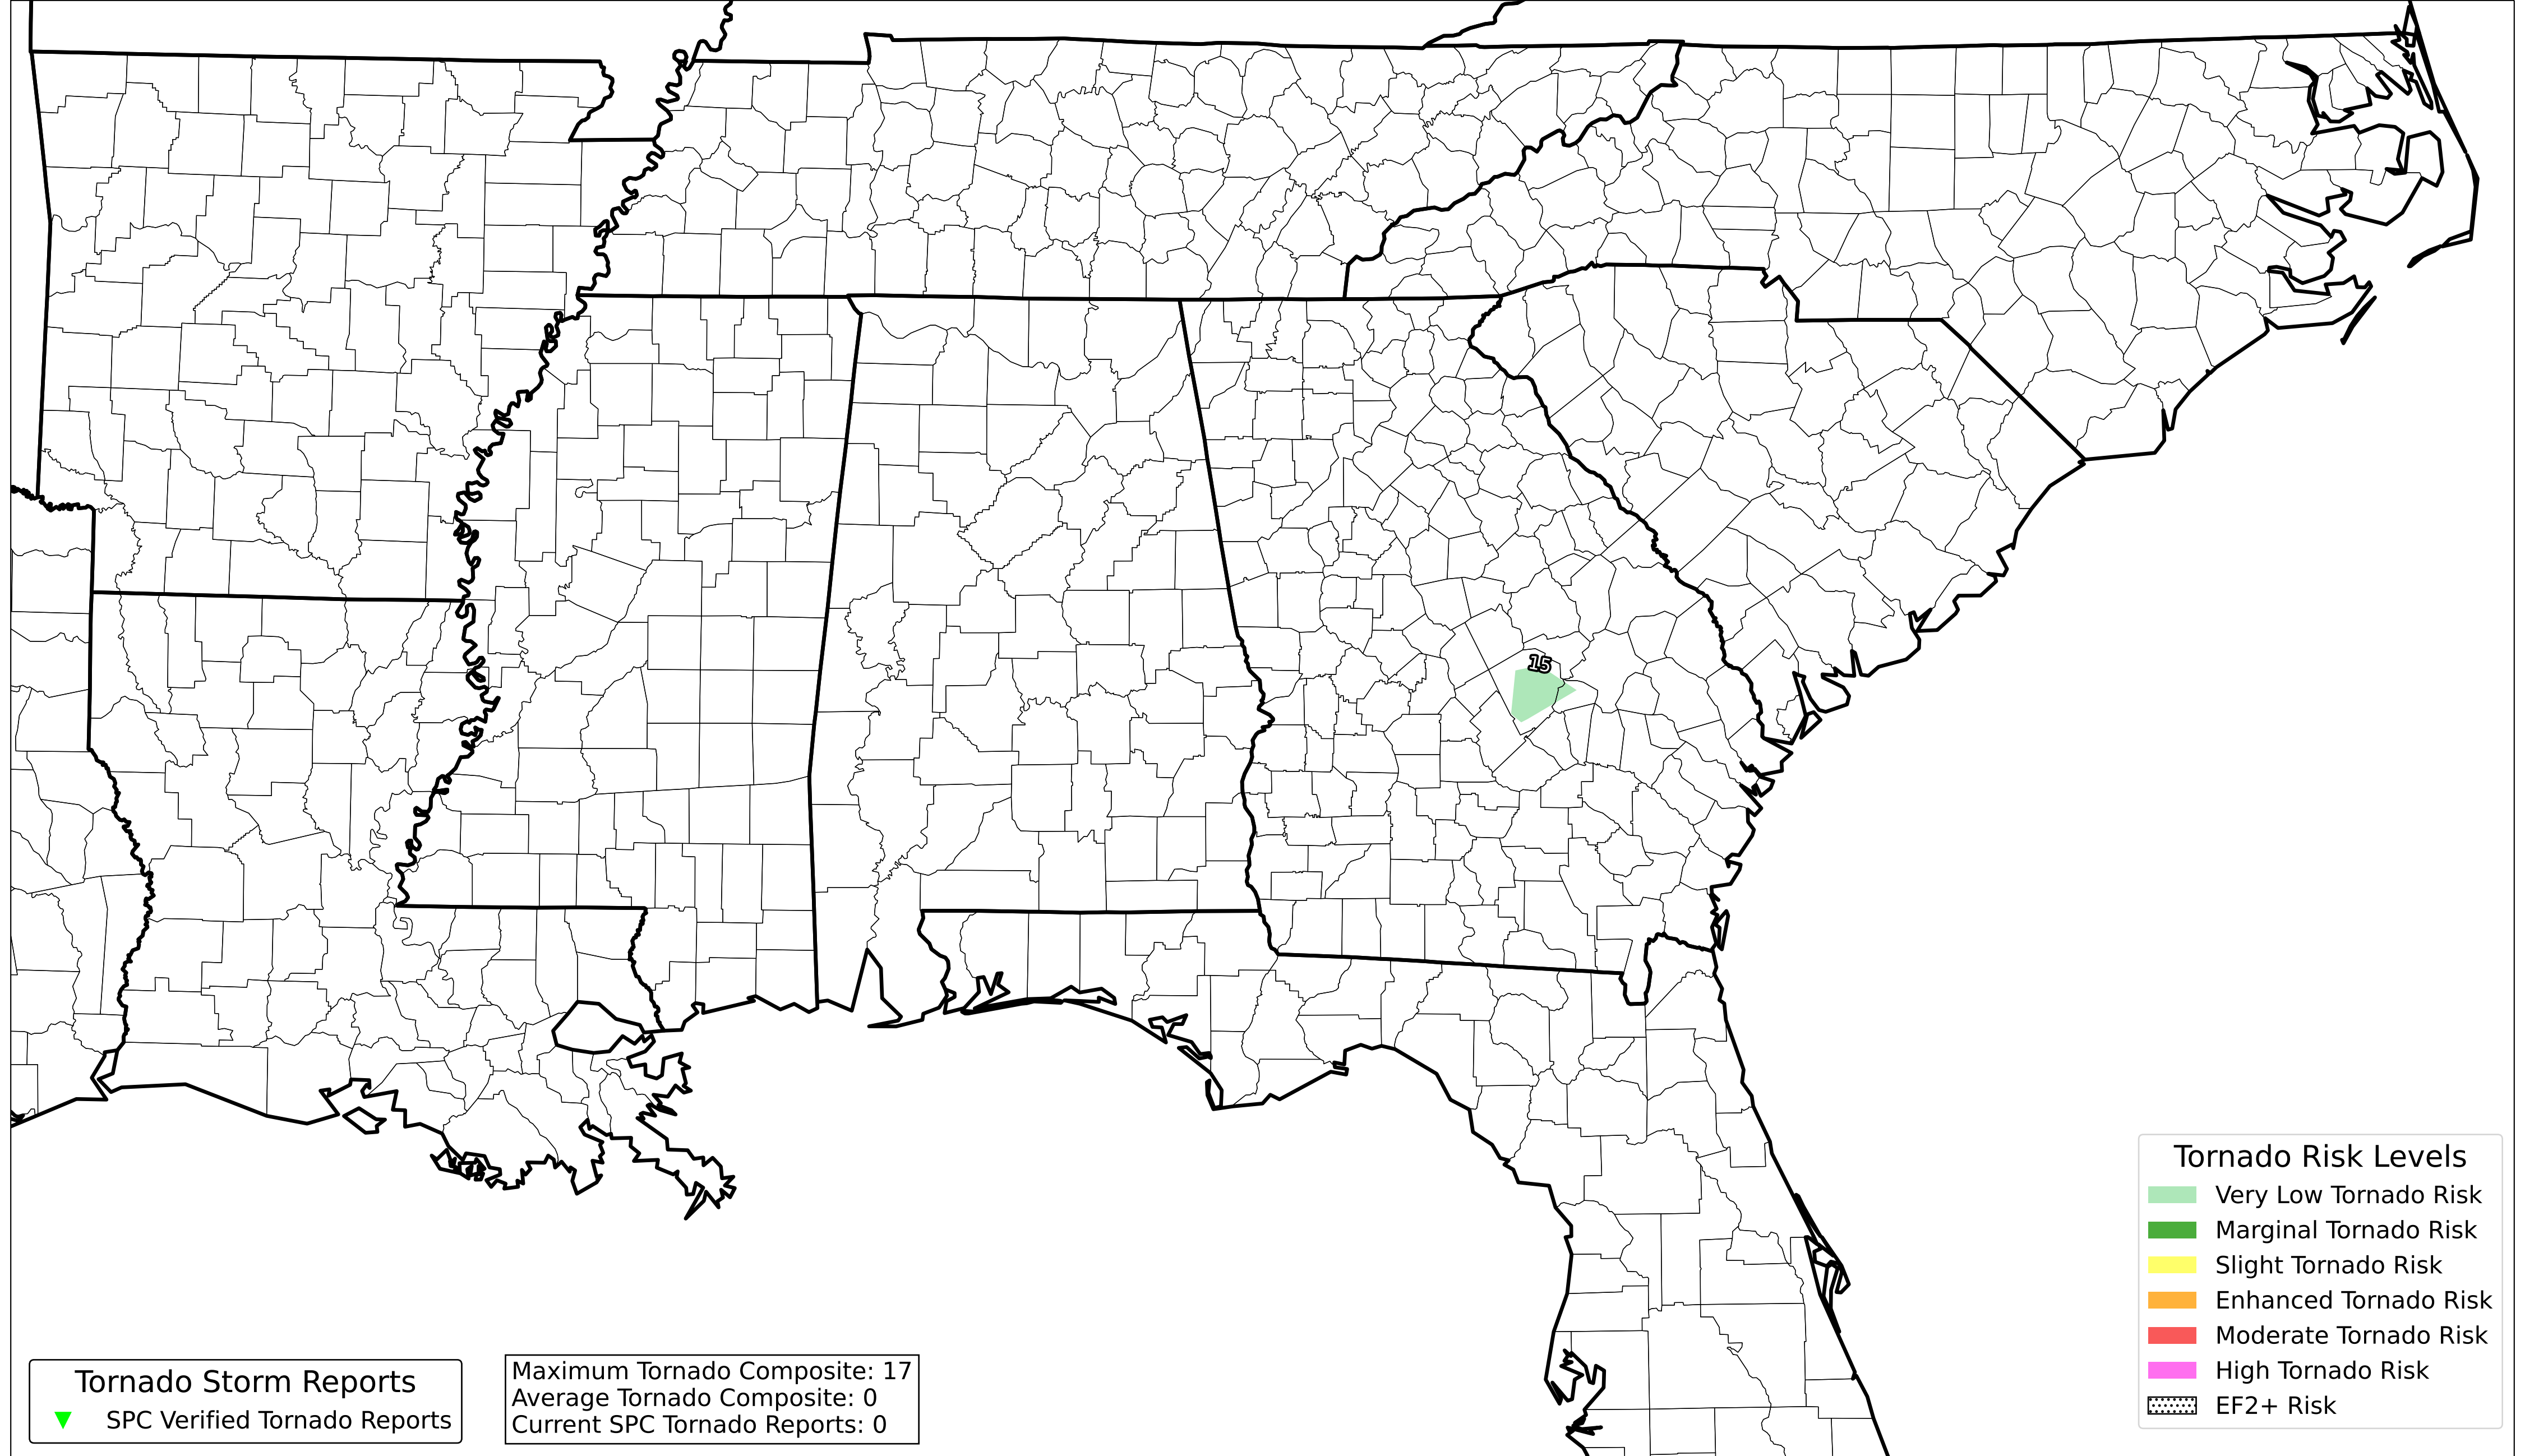 15
Tornado Risk Levels
Very Low Tornado Risk
Marginal Tornado Risk
Slight Tornado Risk
Enhanced Tornado Risk
Moderate Tornado Risk
High Tornado Risk
EF2+ Risk
Tornado Storm Reports
SPC Verified Tornado Reports
Maximum Tornado Composite: 17
Average Tornado Composite: 0
Current SPC Tornado Reports: 0